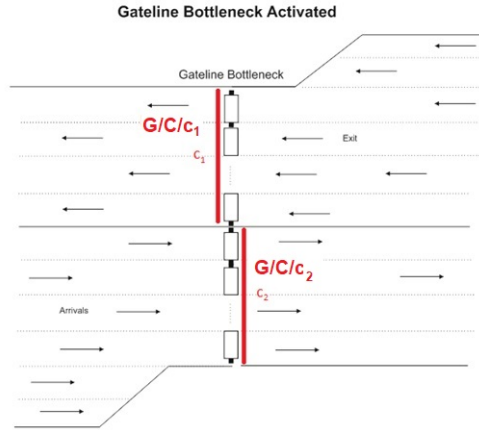 Gateline Bottleneck Activated
Gateline Bottleneck
G/C/c₁
Exit
c₁
G/C/c₂
c₂
Arrivals